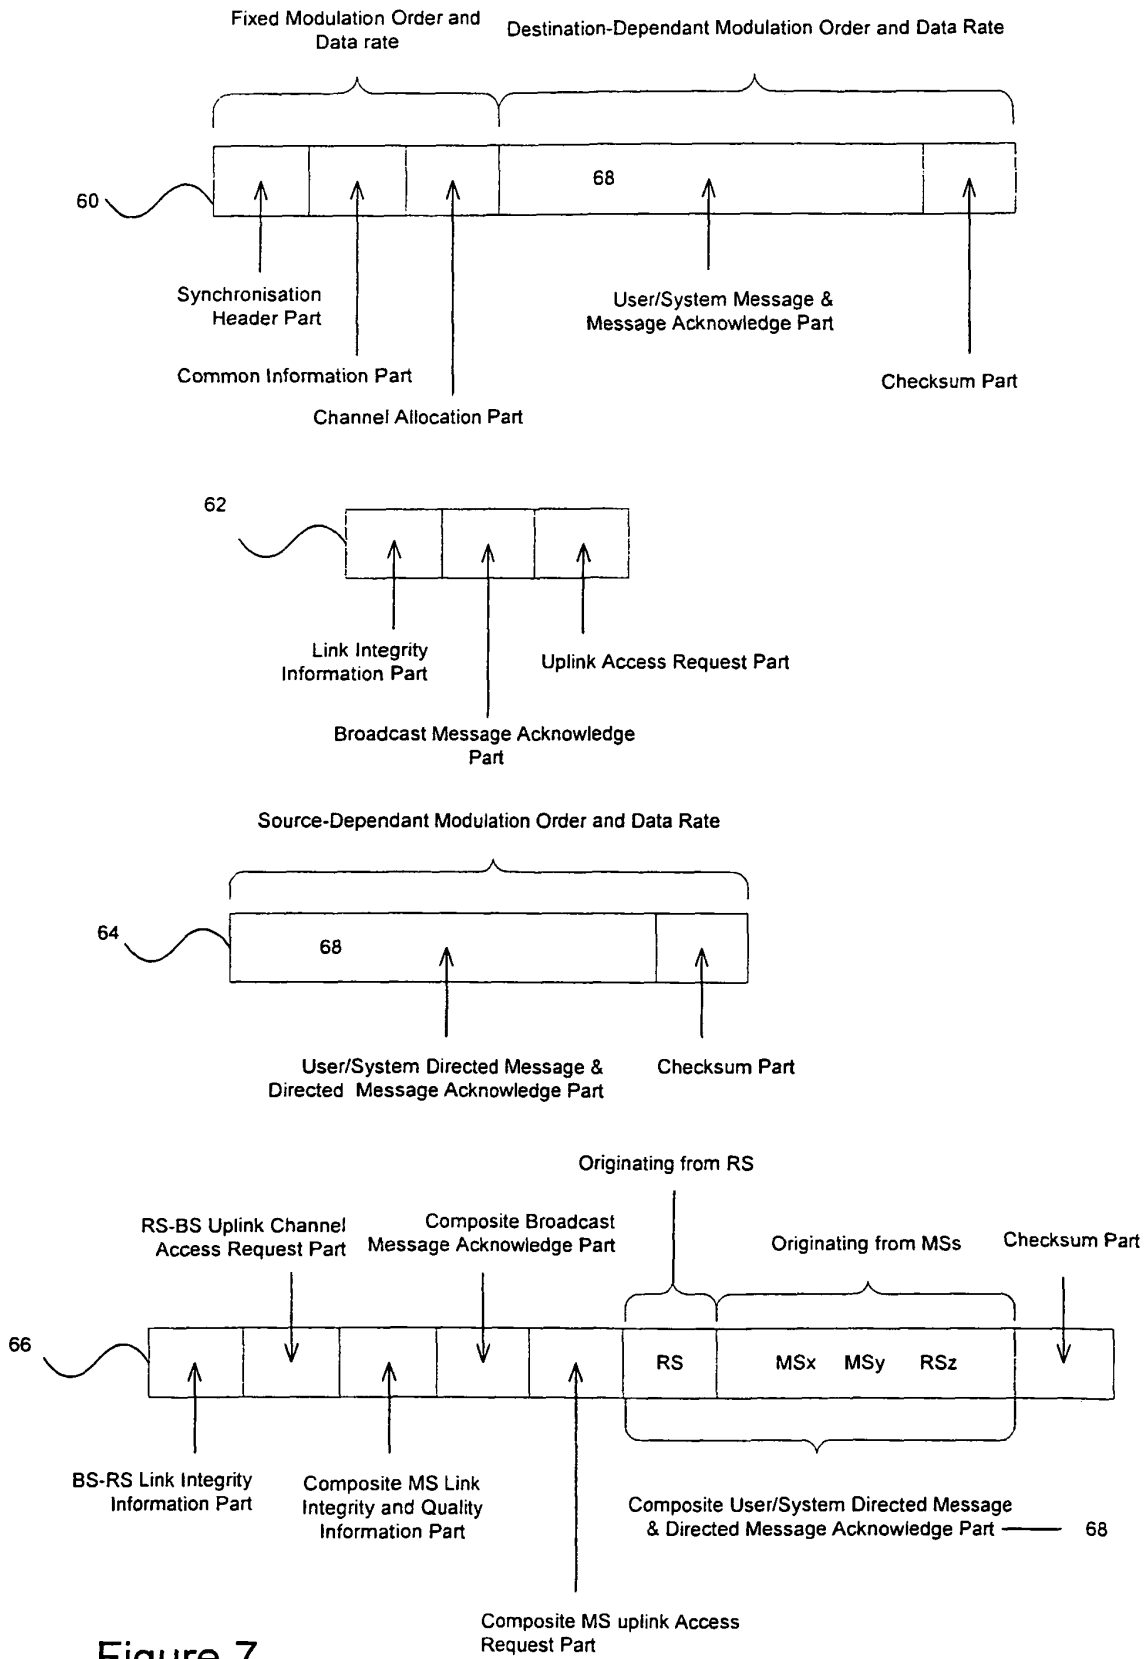 Fixed Modulation Order and
Data rate
Destination-Dependant Modulation Order and Data Rate
60
68
Synchronisation
Header Part
User/System Message &
Message Acknowledge Part
Common Information Part
Checksum Part
Channel Allocation Part
62
Link Integrity
Information Part
Uplink Access Request Part
Broadcast Message Acknowledge
Part
Source-Dependant Modulation Order and Data Rate
64
68
User/System Directed Message &
Directed Message Acknowledge Part
Checksum Part
Originating from RS
RS-BS Uplink Channel
Access Request Part
Composite Broadcast
Message Acknowledge Part
Originating from MSs
Checksum Part
66
RS
MSx MSy RSz
BS-RS Link Integrity
Information Part
Composite MS Link
Integrity and Quality
Information Part
Composite User/System Directed Message
& Directed Message Acknowledge Part
68
Composite MS uplink Access
Request Part
Figure 7